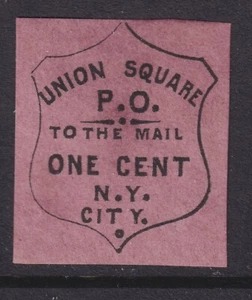 UNION SQUARE
P.O.
TO THE MAIL
ONE CENT
N.Y.
CITY.